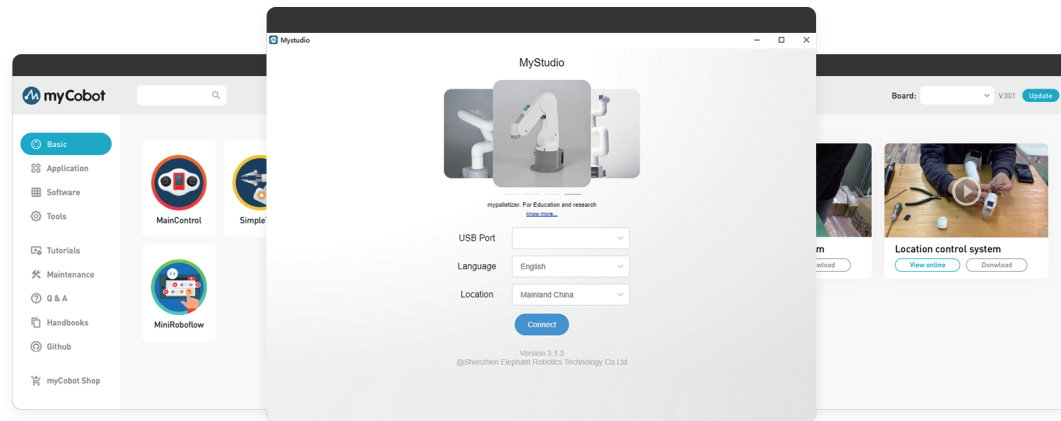 Mystudio
MyStudio
mypalletizer: For Education and research
know more...
USB Port
Language English
Location Mainland China
Connect
Version 3.1.3
@Shenzhen Elephant Robotics Technology Co.Ltd
myCobot
Basic
Application
Software
Tools
Tutorials
Maintenance
Q & A
Handbooks
Github
myCobot Shop
MainControl
Simple
MiniRoboflow
Board: V.001 Update
m
wload
Location control system
View online Donwload